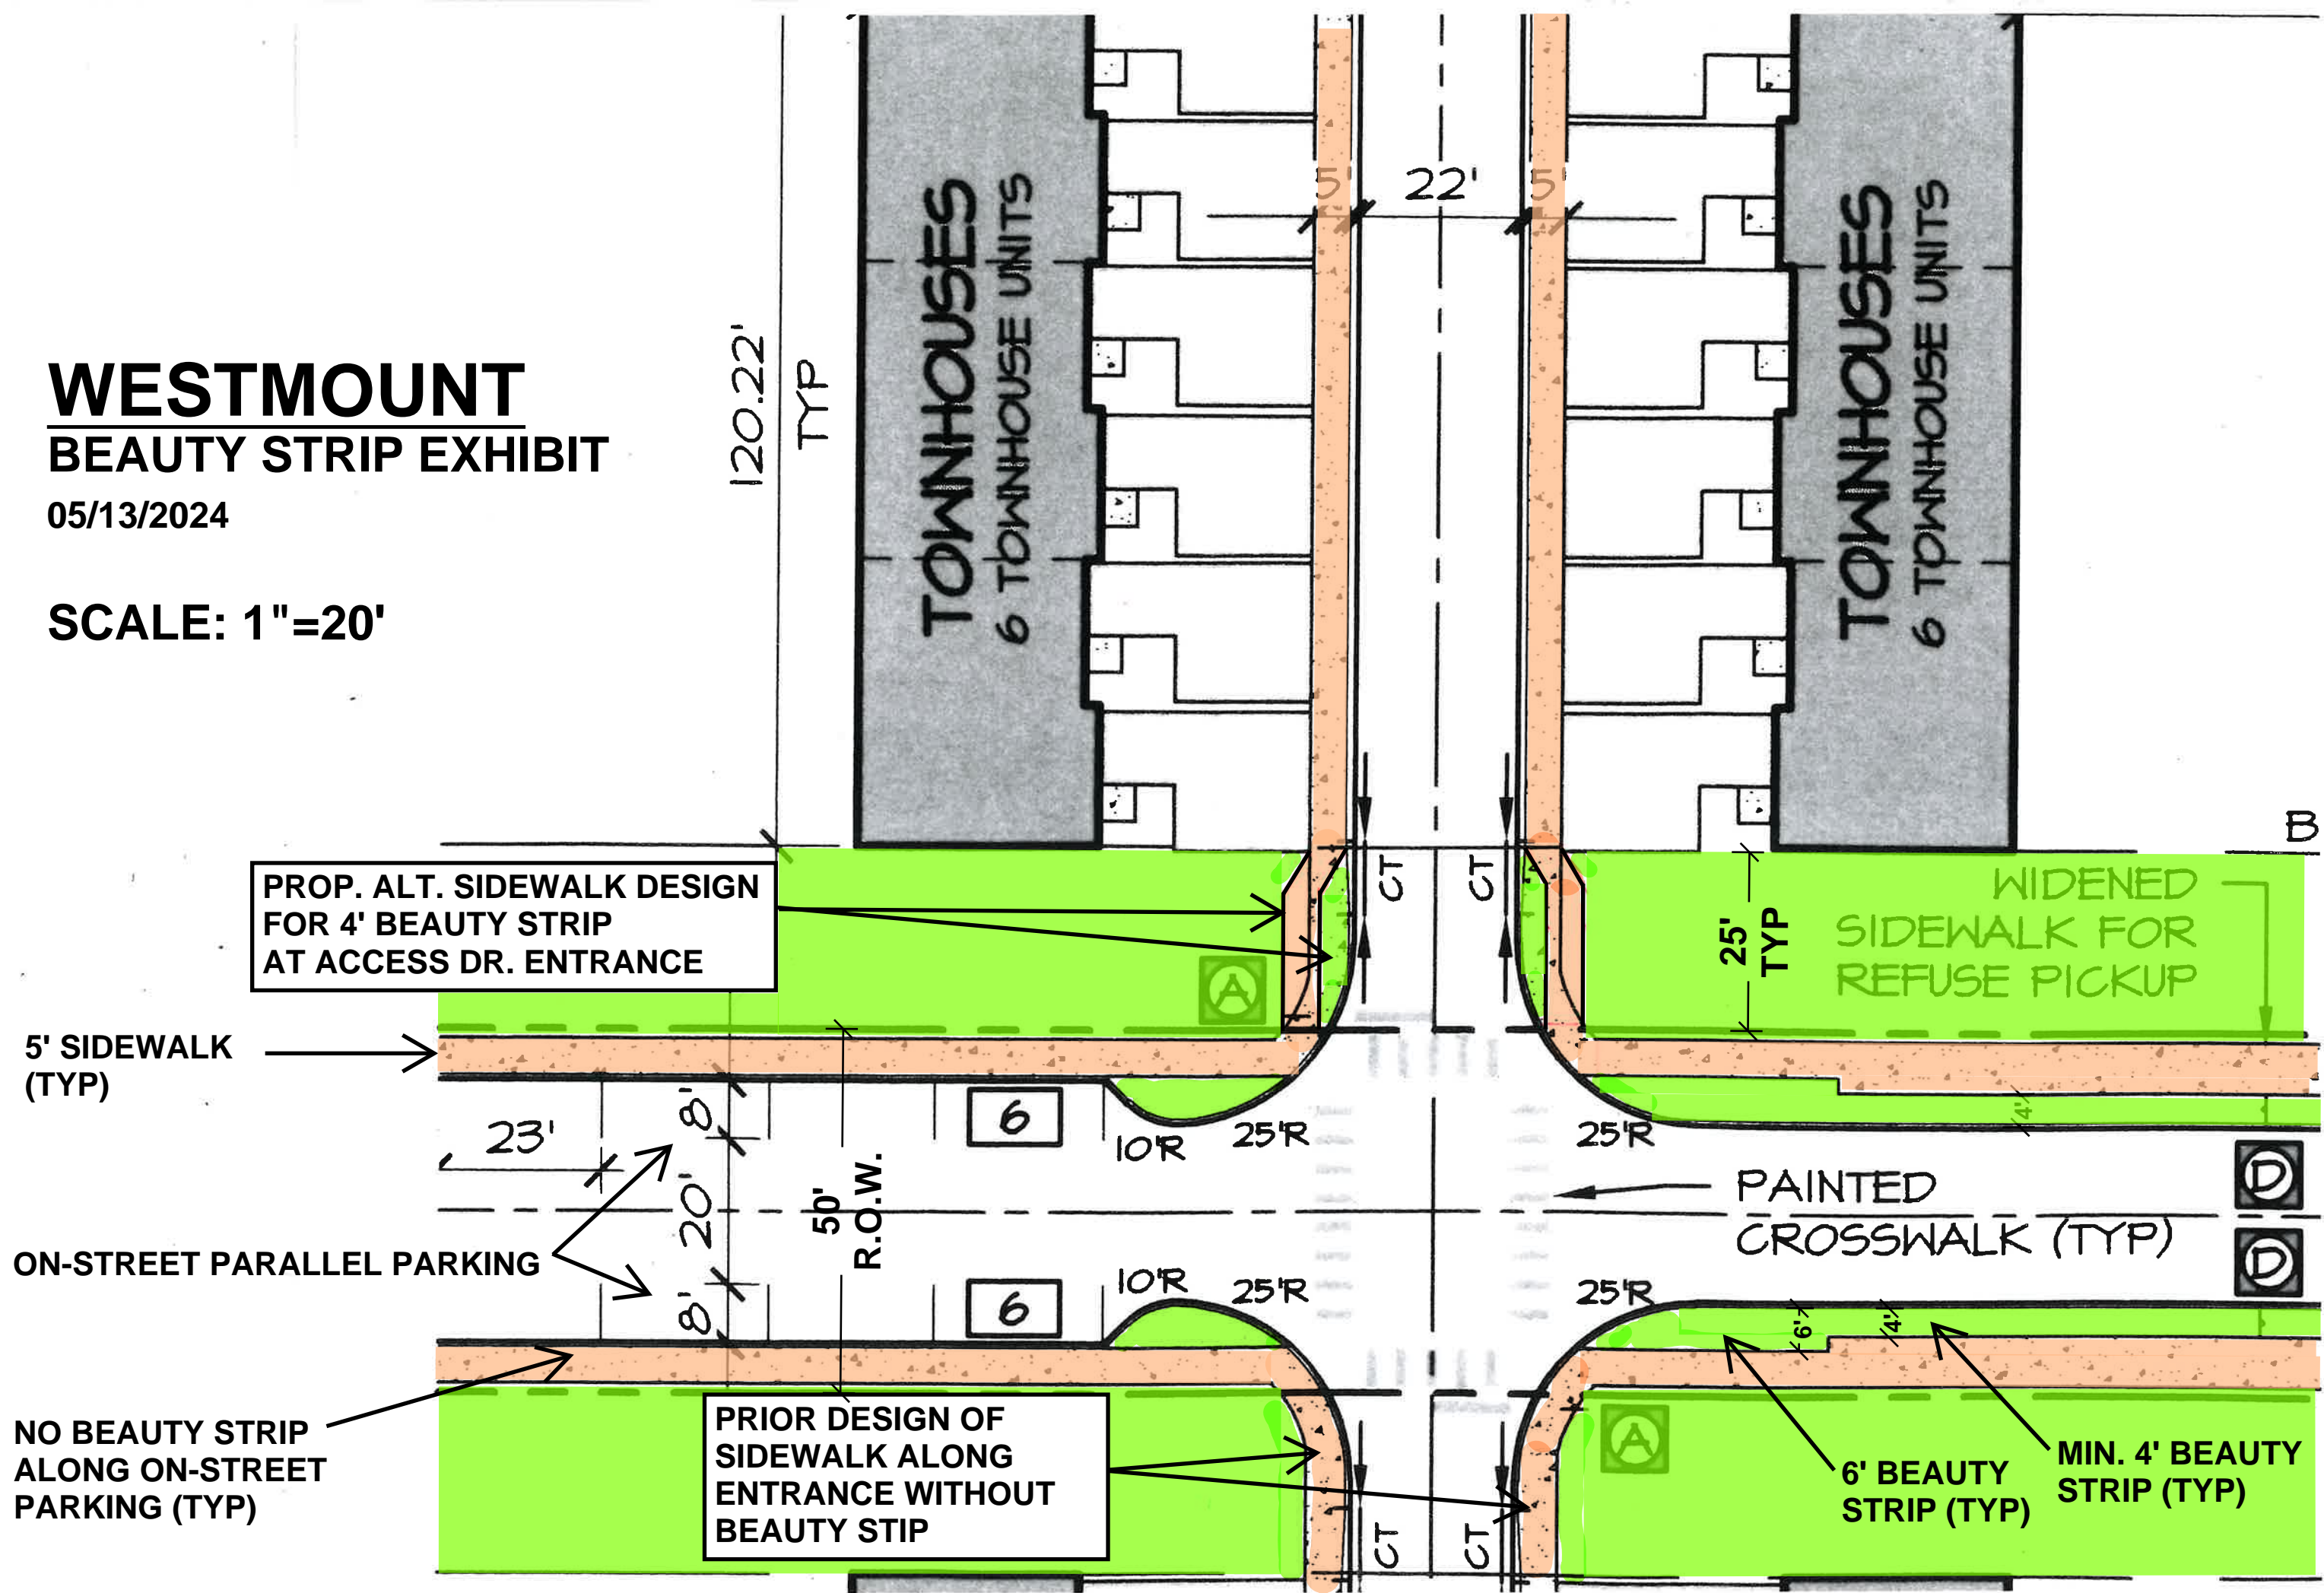 WESTMOUNT
BEAUTY STRIP EXHIBIT
05/13/2024
SCALE: 1"=20'
120.22'
TYP
TOWNHOUSES
6 TOWNHOUSE UNITS
5'
22'
5'
TOWNHOUSES
6 TOWNHOUSE UNITS
B
PROP. ALT. SIDEWALK DESIGN
FOR 4' BEAUTY STRIP
AT ACCESS DR. ENTRANCE
A
CT
CT
25'
TYP
WIDENED
SIDEWALK FOR
REFUSE PICKUP
5' SIDEWALK
(TYP)
23'
8'
20'
8'
50'
R.O.W.
6
10'R
25'R
25'R
4'
D
PAINTED
CROSSWALK (TYP)
D
ON-STREET PARALLEL PARKING
6
10'R
25'R
25'R
6'
4'
NO BEAUTY STRIP
ALONG ON-STREET
PARKING (TYP)
PRIOR DESIGN OF
SIDEWALK ALONG
ENTRANCE WITHOUT
BEAUTY STIP
CT
CT
A
6' BEAUTY
STRIP (TYP)
MIN. 4' BEAUTY
STRIP (TYP)